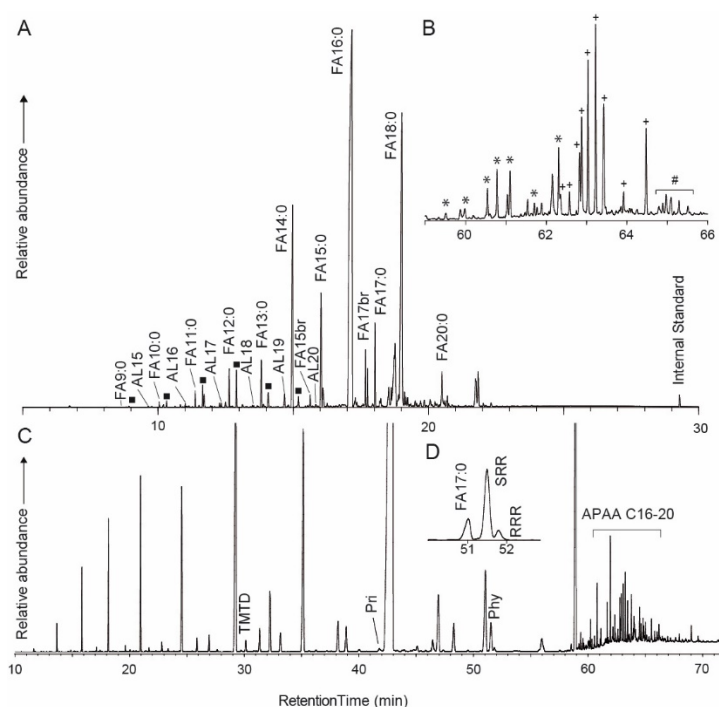 A
Relative abundance
FA9:0
AL15
FA10:0
AL16
FA11:0
AL17
FA12:0
AL18
FA13:0
AL19
FA14:0
FA15br
AL20
FA15:0
FA16:0
FA17br
FA17:0
FA18:0
FA20:0
Internal Standard
10
20
30
B
*
*
*
*
*
*
*
+
+
+
+
+
+
+
+
+
#
60
62
64
66
C
Relative abundance
TMTD
Pri
Phy
APAA C16-20
D
FA17:0
SRR
RRR
51
52
10
20
30
40
50
60
70
RetentionTime (min)